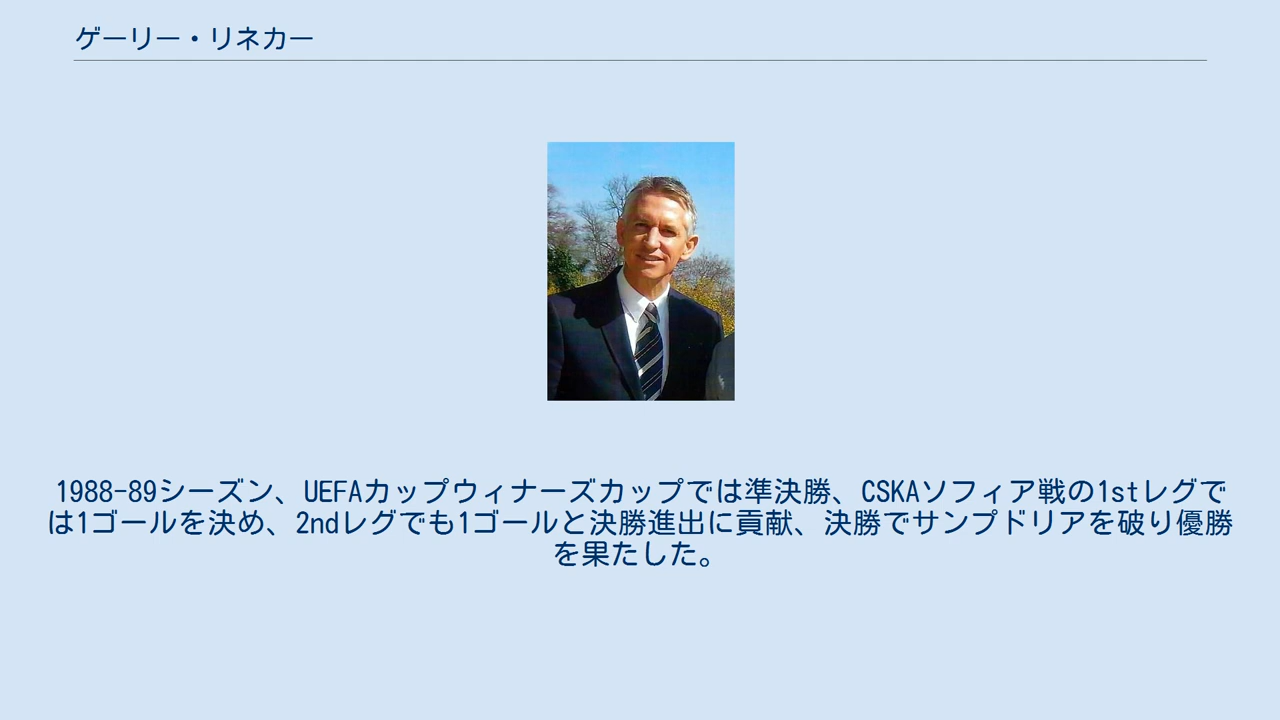 ゲーリー・リネカー
1988-89シーズン、UEFAカップウィナーズカップでは準決勝、CSKAソフィア戦の1stレグで
は1ゴールを決め、2ndレグでも1ゴールと決勝進出に貢献、決勝でサンプドリアを破り優勝
を果たした。